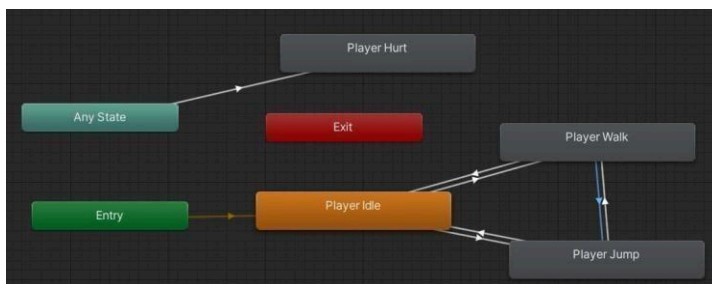 Player Hurt
Any State
Exit
Player Walk
Player Idle
Entry
Player Jump